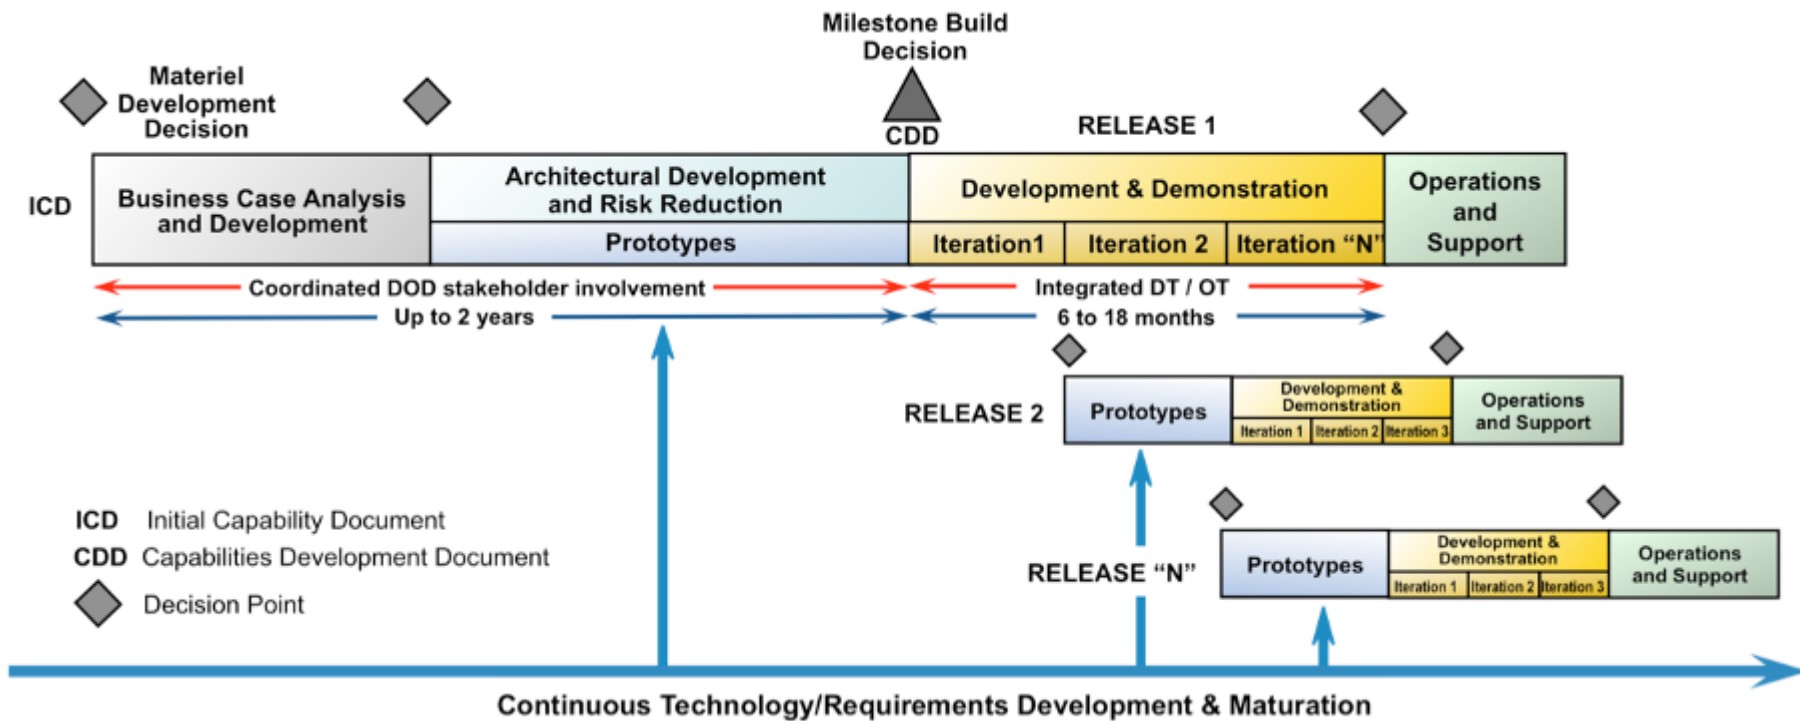 Milestone Build
Decision
Materiel
Development
Decision
CDD
RELEASE 1
ICD
Business Case Analysis
and Development
Architectural Development
and Risk Reduction
Prototypes
Development & Demonstration
Iteration1
Iteration 2
Iteration “N”
Operations
and
Support
Coordinated DOD stakeholder involvement
Integrated DT / OT
Up to 2 years
6 to 18 months
RELEASE 2
Prototypes
Development &
Demonstration
Iteration 1
Iteration 2
Iteration 3
Operations
and Support
RELEASE “N”
Prototypes
Development &
Demonstration
Iteration 1
Iteration 2
Iteration 3
Operations
and Support
ICD Initial Capability Document
CDD Capabilities Development Document
Decision Point
Continuous Technology/Requirements Development & Maturation